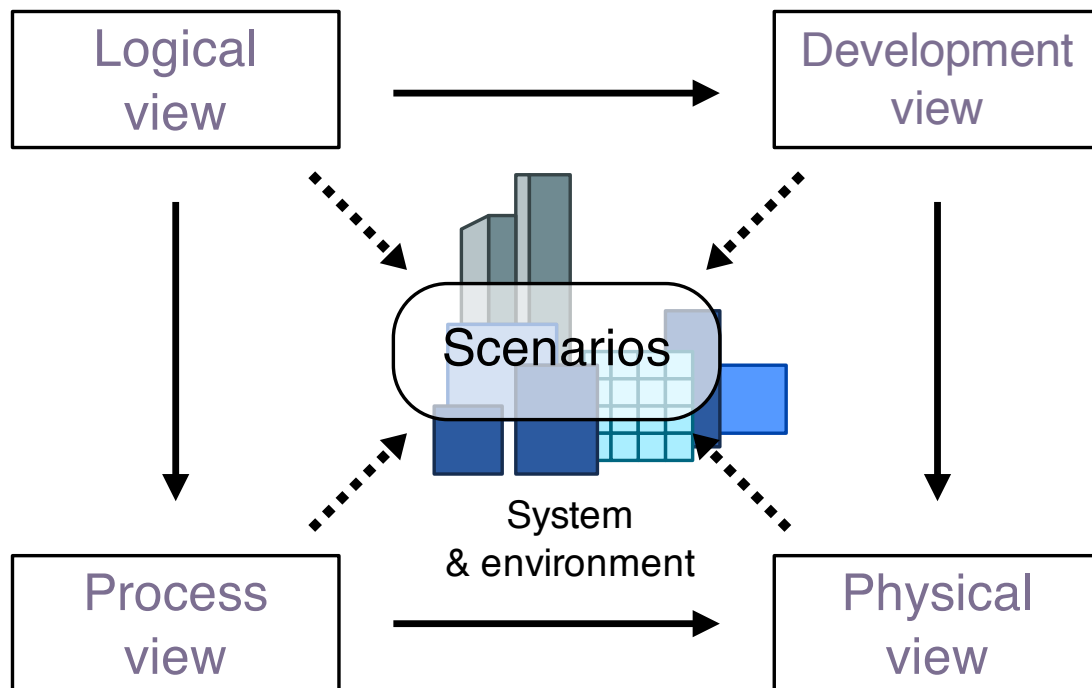 Logical
view
Development
view
Scenarios
System
& environment
Process
view
Physical
view